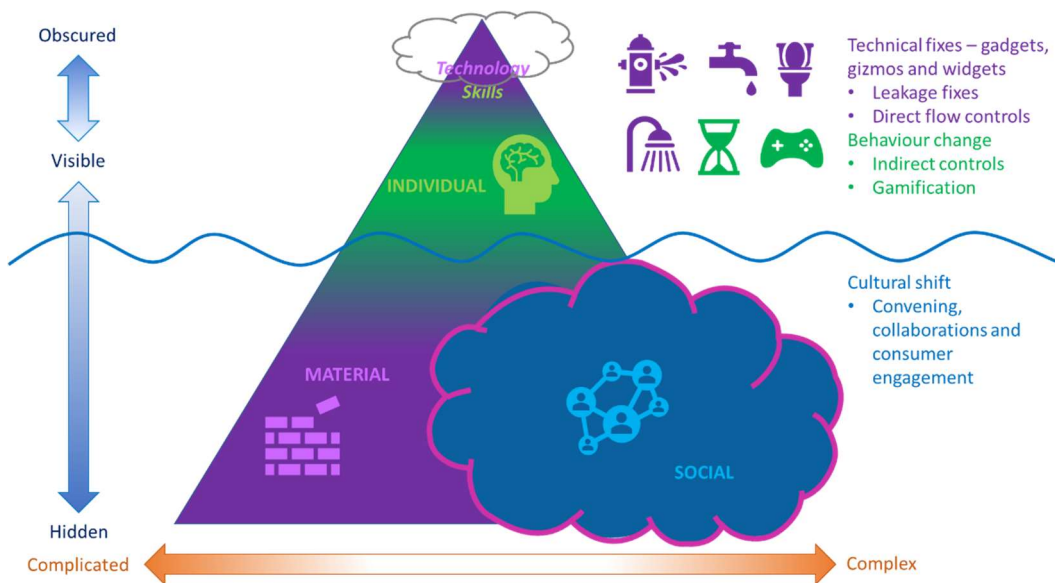 Obscured
Visible
Hidden
Complicated
Complex
Technology
Skills
INDIVIDUAL
MATERIAL
SOCIAL
Technical fixes – gadgets,
gizmos and widgets
• Leakage fixes
• Direct flow controls
Behaviour change
• Indirect controls
• Gamification
Cultural shift
• Convening,
collaborations and
consumer
engagement